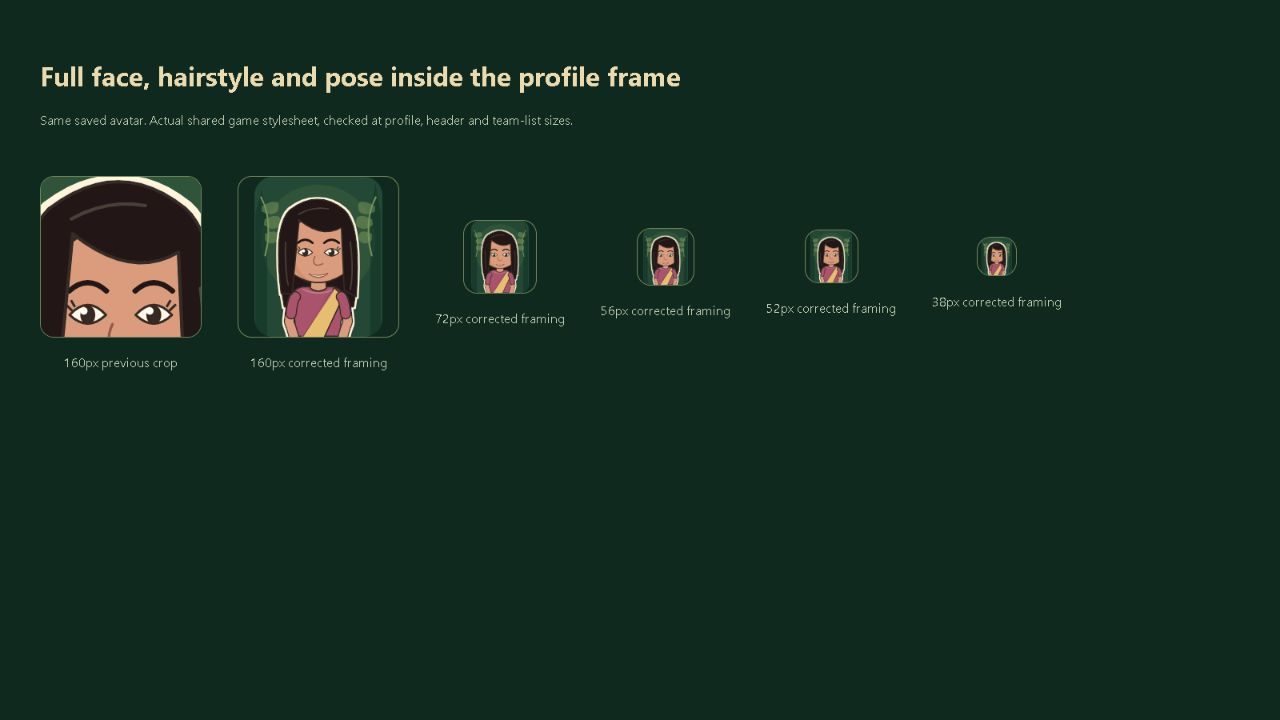 Full face, hairstyle and pose inside the profile frame
Same saved avatar. Actual shared game stylesheet, checked at profile, header and team-list sizes.
160px previous crop
160px corrected framing
72px corrected framing
56px corrected framing
52px corrected framing
38px corrected framing